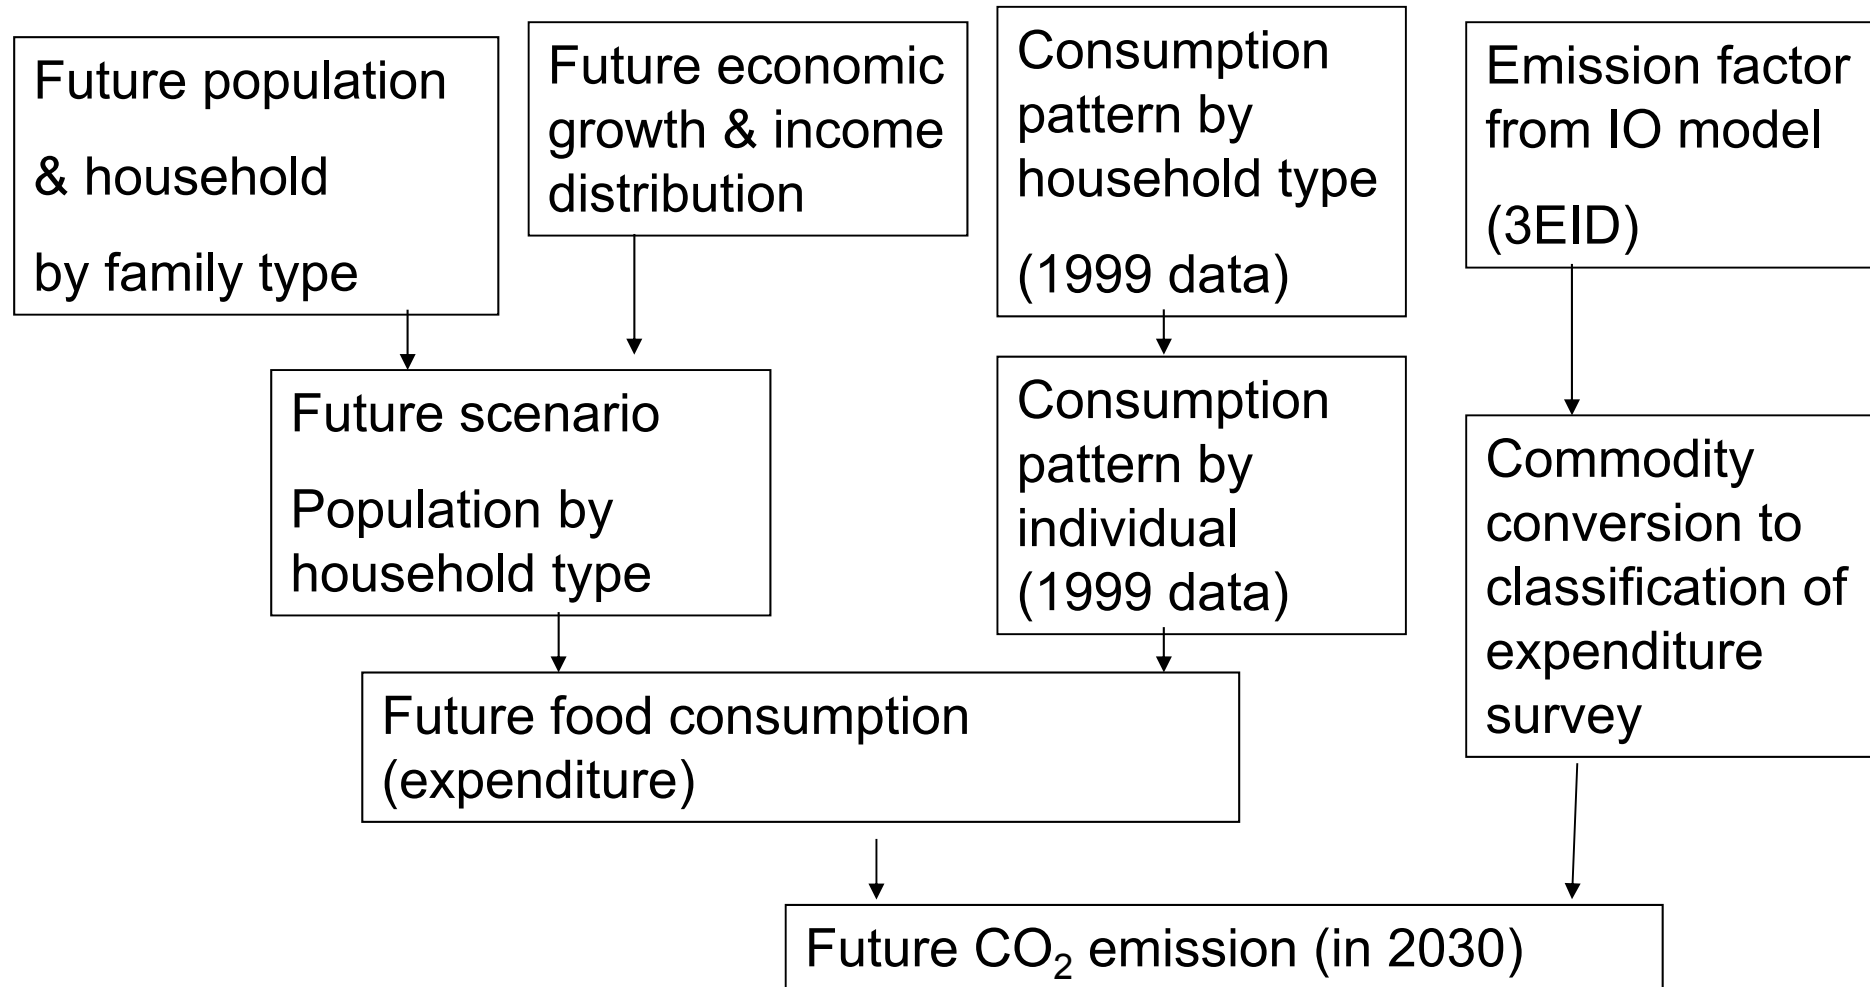 Future population
& household
by family type
Future economic
growth & income
distribution
Consumption
pattern by
household type
(1999 data)
Emission factor
from IO model
(3EID)
Future scenario
Population by
household type
Consumption
pattern by
individual
(1999 data)
Commodity
conversion to
classification of
expenditure
survey
Future food consumption
(expenditure)
Future CO₂ emission (in 2030)